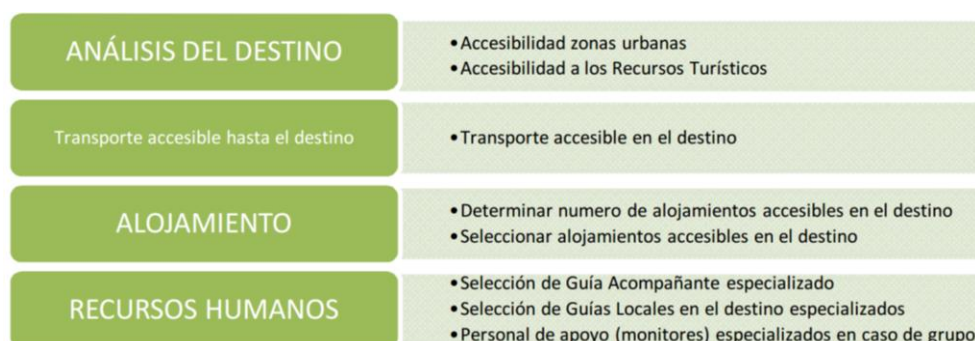 ANÁLISIS DEL DESTINO
• Accesibilidad zonas urbanas
• Accesibilidad a los Recursos Turísticos
Transporte accesible hasta el destino
• Transporte accesible en el destino
ALOJAMIENTO
• Determinar numero de alojamientos accesibles en el destino
• Seleccionar alojamientos accesibles en el destino
RECURSOS HUMANOS
• Selección de Guía Acompañante especializado
• Selección de Guías Locales en el destino especializados
• Personal de apoyo (monitores) especializados en caso de grupo